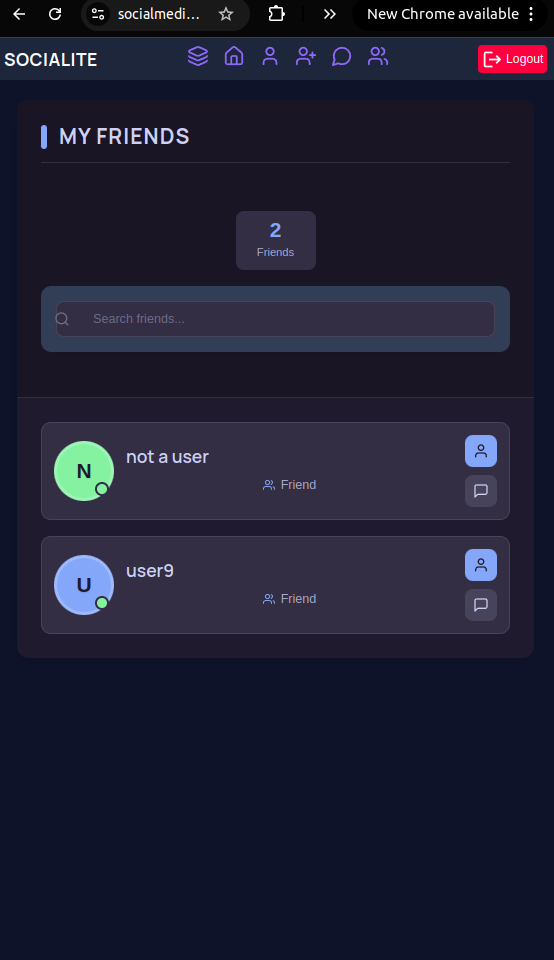 socialmedi...
New Chrome available
SOCIALITE
Logout
MY FRIENDS
2
Friends
Search friends...
N
not a user
Friend
U
user9
Friend